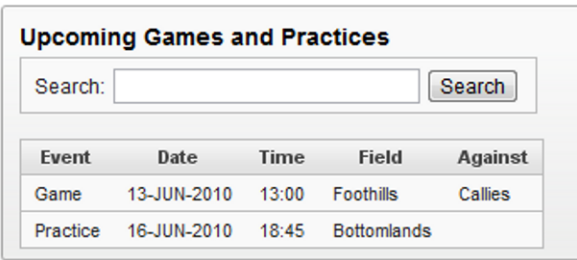 Upcoming Games and Practices
Search: Search
Event Date Time Field Against
Game 13-JUN-2010 13:00 Foothills Callies
Practice 16-JUN-2010 18:45 Bottomlands